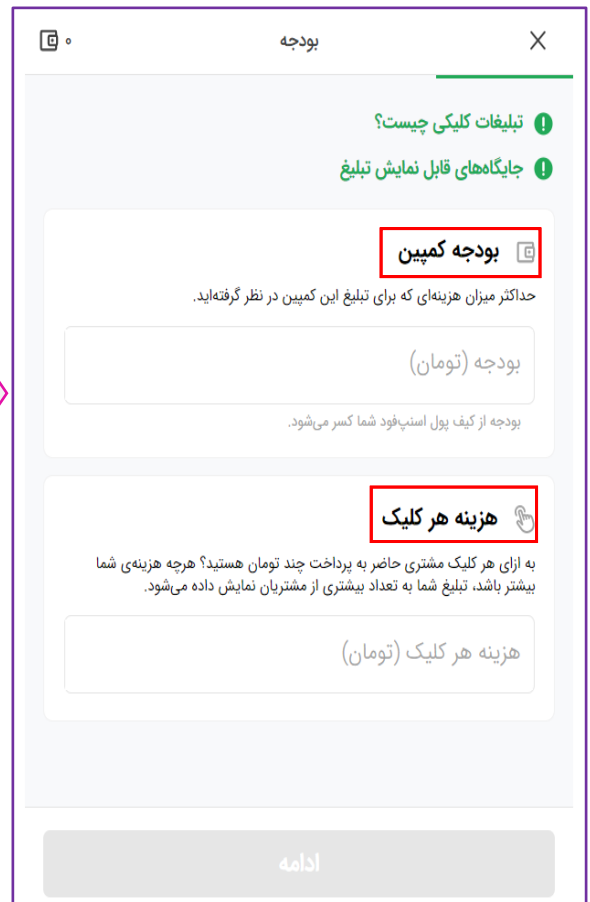 بودجه
۰
تبلیغات کلیکی چیست؟
جایگاه‌های قابل نمایش تبلیغ
بودجه کمپین
حداکثر میزان هزینه‌ای که برای تبلیغ این کمپین در نظر گرفته‌اید.
بودجه (تومان)
بودجه از کیف پول اسنپ‌فود شما کسر می‌شود.
هزینه هر کلیک
به ازای هر کلیک مشتری حاضر به پرداخت چند تومان هستید؟ هرچه هزینه‌ی شما
بیشتر باشد، تبلیغ شما به تعداد بیشتری از مشتریان نمایش داده می‌شود.
هزینه هر کلیک (تومان)
ادامه